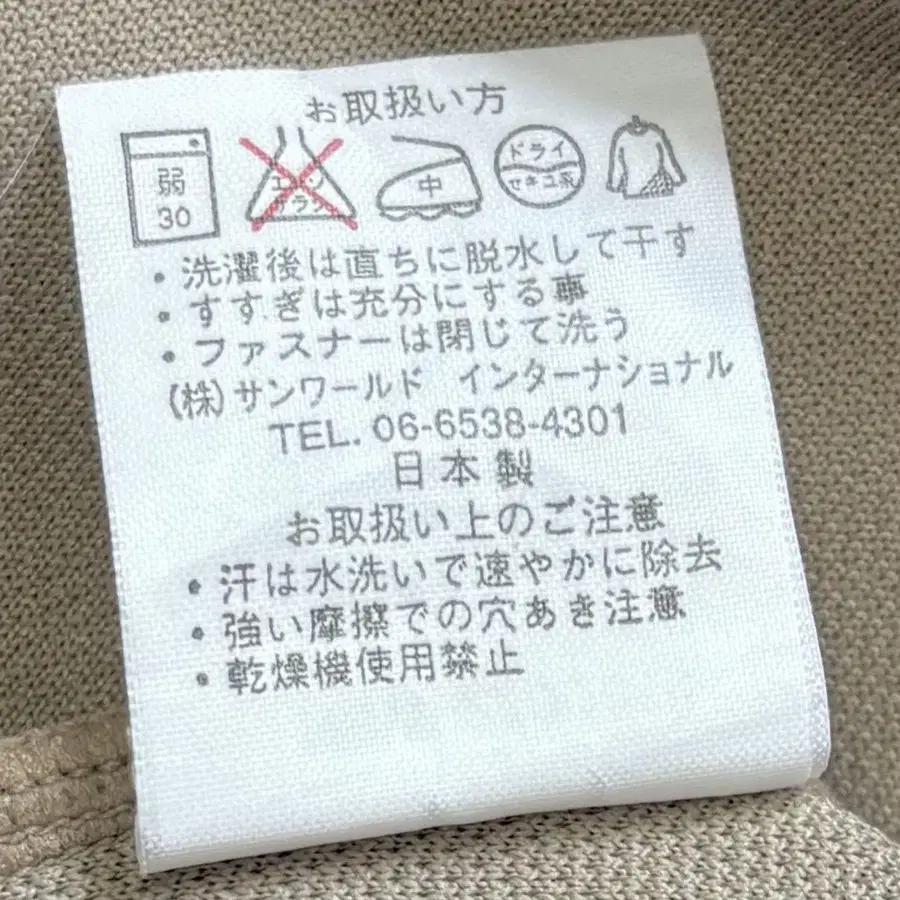 お取扱い方
弱
30
エンソ
サラシ
中
ドライ
セキユ系
・洗濯後は直ちに脱水して干す
・すすぎは充分にする事
・ファスナーは閉じて洗う
(株)サンワールド　インターナショナル
TEL. 06-6538-4301
日本製
お取扱い上のご注意
・汗は水洗いで速やかに除去
・強い摩擦での穴あき注意
・乾燥機使用禁止